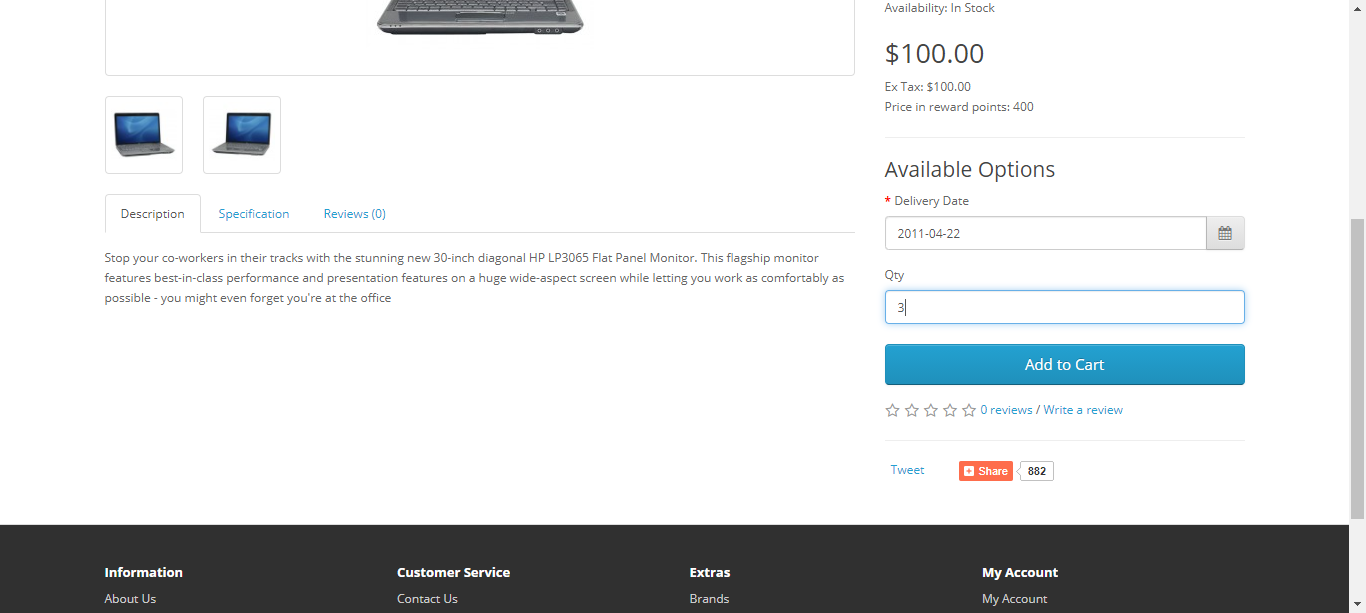 Availability: In Stock
$100.00
Ex Tax: $100.00
Price in reward points: 400
Description
Specification
Reviews (0)
Stop your co-workers in their tracks with the stunning new 30-inch diagonal HP LP3065 Flat Panel Monitor. This flagship monitor
features best-in-class performance and presentation features on a huge wide-aspect screen while letting you work as comfortably as
possible - you might even forget you're at the office
Available Options
* Delivery Date
2011-04-22
Qty
3
Add to Cart
0 reviews / Write a review
Tweet
Share
882
Information
About Us
Customer Service
Contact Us
Extras
Brands
My Account
My Account